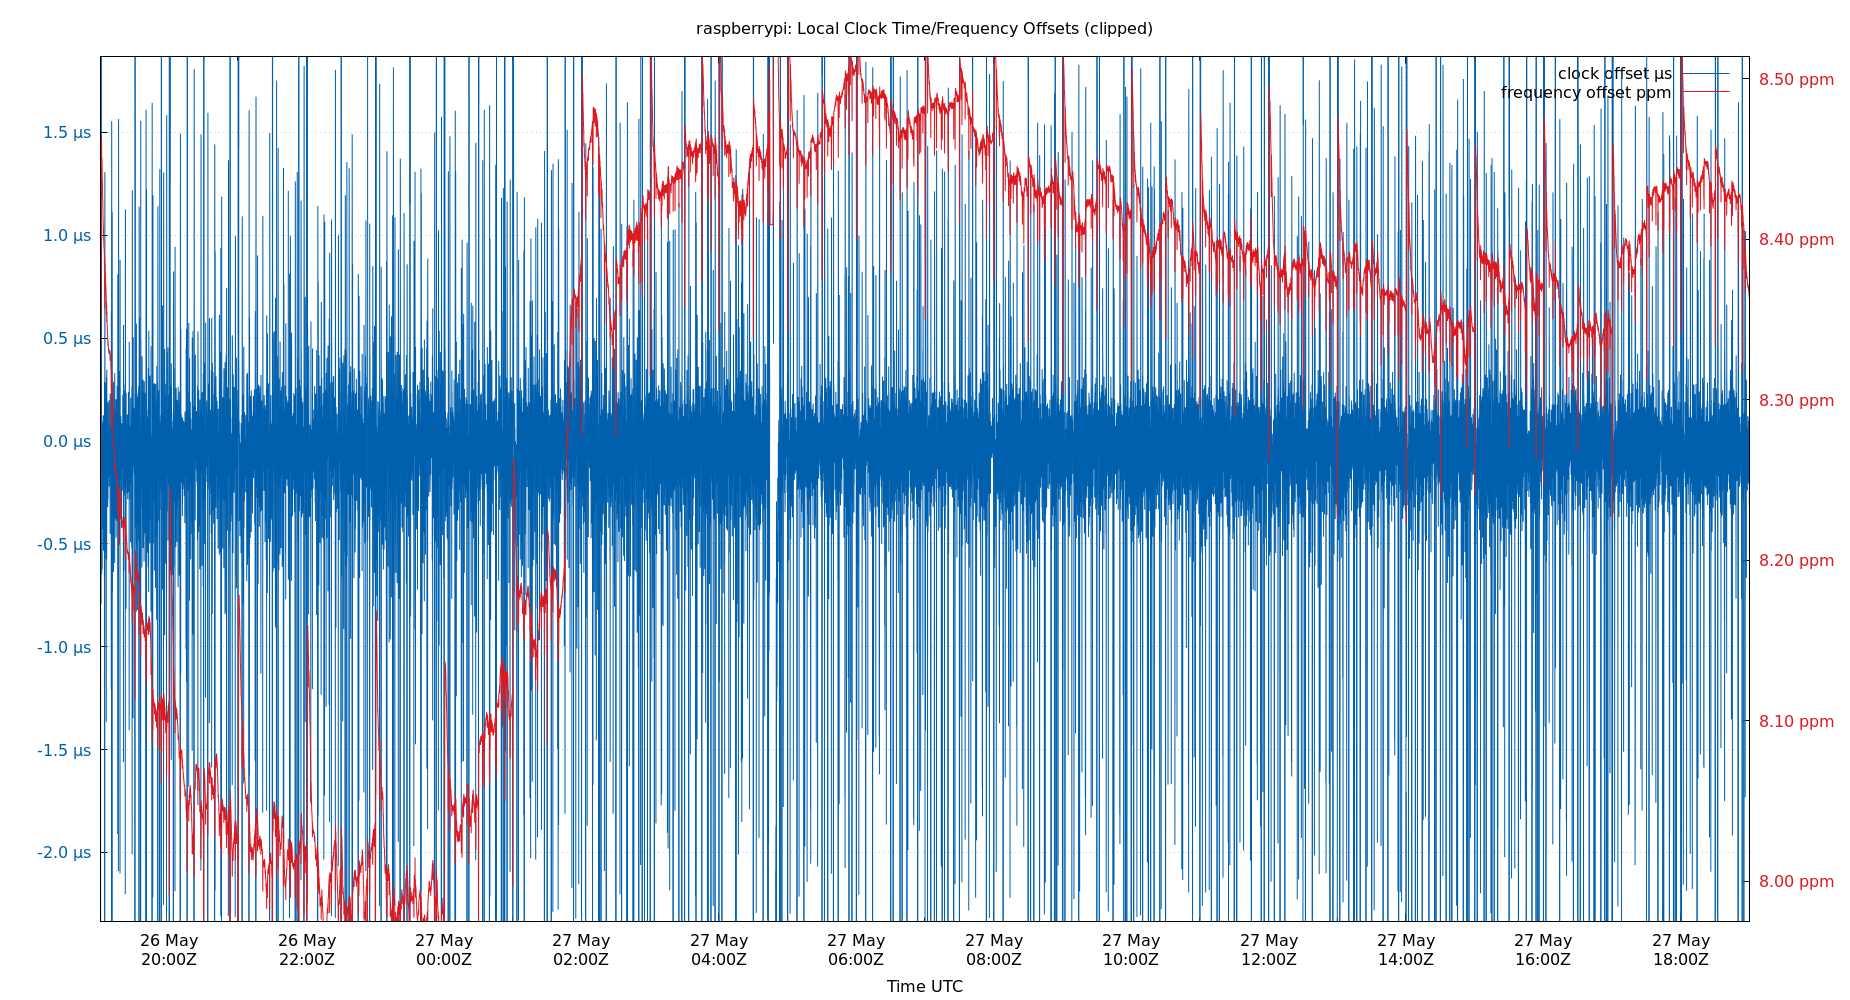 raspberrypi: Local Clock Time/Frequency Offsets (clipped)
clock offset µs
frequency offset ppm
1.5 µs
1.0 µs
0.5 µs
0.0 µs
-0.5 µs
-1.0 µs
-1.5 µs
-2.0 µs
8.50 ppm
8.40 ppm
8.30 ppm
8.20 ppm
8.10 ppm
8.00 ppm
26 May
20:00Z
26 May
22:00Z
27 May
00:00Z
27 May
02:00Z
27 May
04:00Z
27 May
06:00Z
27 May
08:00Z
27 May
10:00Z
27 May
12:00Z
27 May
14:00Z
27 May
16:00Z
27 May
18:00Z
Time UTC